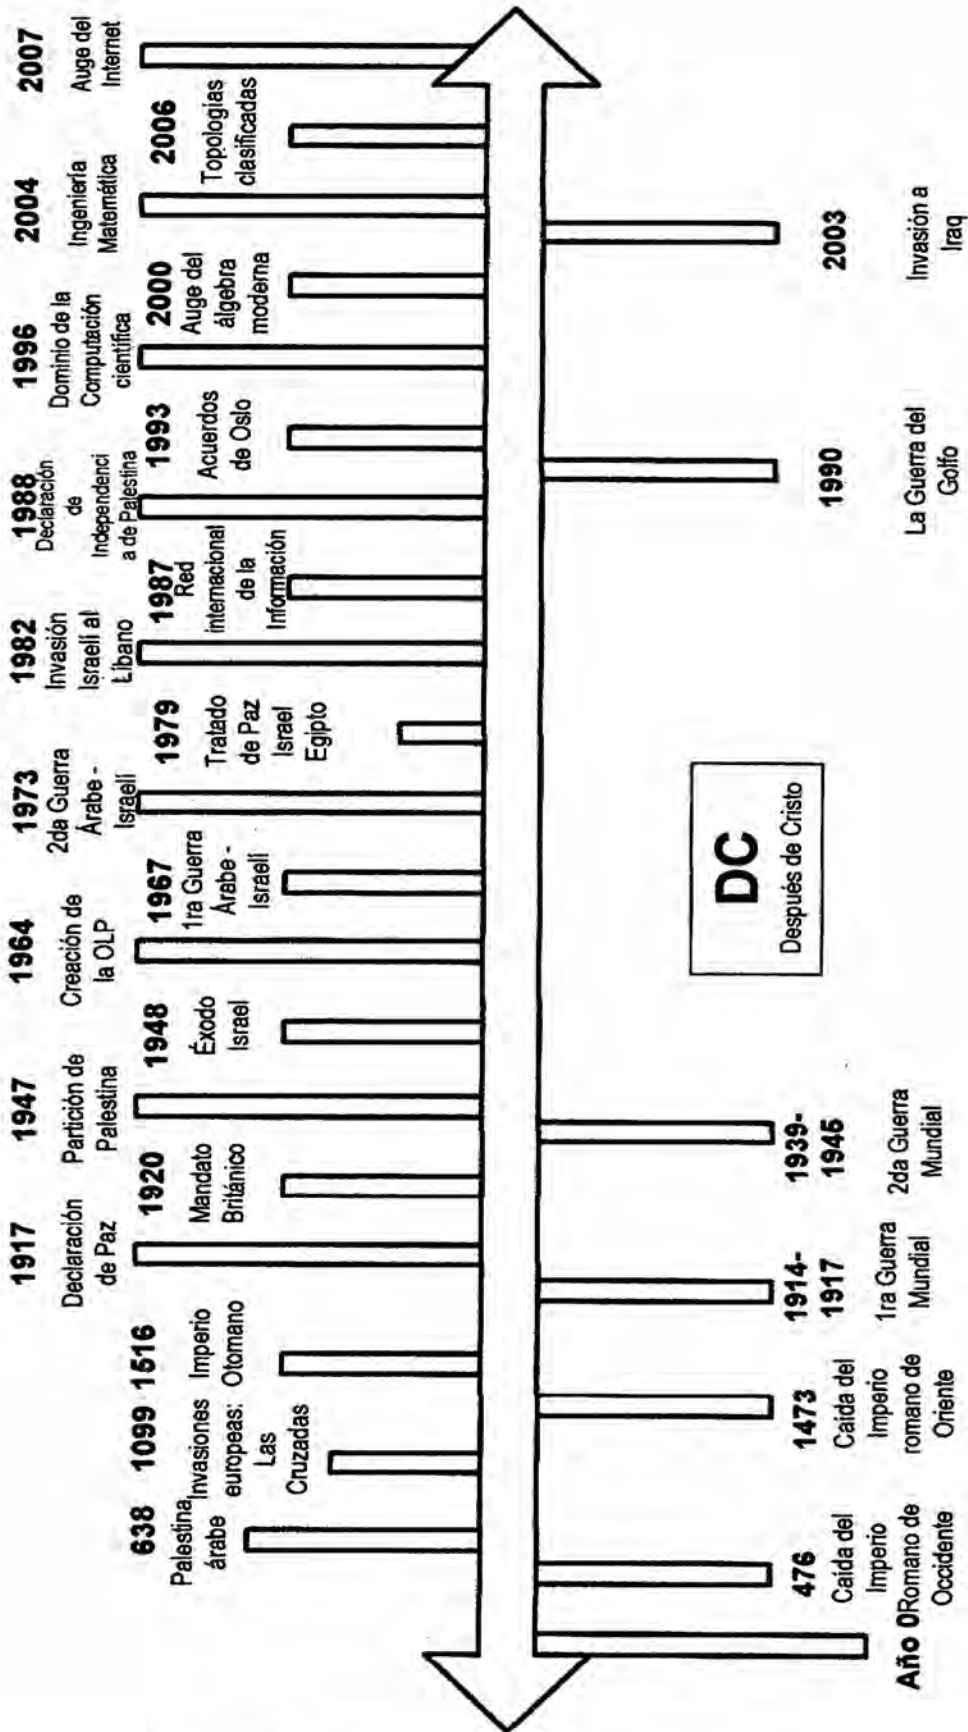 638
Palestina
árabe
1099
Invasiones
europeas:
Las
Cruzadas
1516
Imperio
Otomano
1917
Declaración
de Paz
1920
Mandato
Británico
1947
Partición de
Palestina
1948
Éxodo
Israel
1964
Creación de
la OLP
1967
1ra Guerra
Árabe -
Israelí
1973
2da Guerra
Árabe -
Israelí
1979
Tratado
de Paz
Israel
Egipto
1982
Invasión
Israelí al
Líbano
1987
Red
internacional
de la
Información
1988
Declaración
de
Independenci
a de Palestina
1993
Acuerdos
de Oslo
1996
Dominio de la
Computación
científica
2000
Auge del
álgebra
moderna
2004
Ingeniería
Matemática
2006
Topologías
clasificadas
2007
Auge del
Internet
Año 0
476
Caída del
Imperio
Romano de
Occidente
1473
Caída del
Imperio
romano de
Oriente
1914-
1917
1ra Guerra
Mundial
1939-
1945
2da Guerra
Mundial
DC
Después de Cristo
1990
La Guerra del
Golfo
2003
Invasión a
Iraq